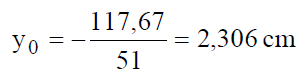 y₀ = −117,67/51 = 2,306 cm